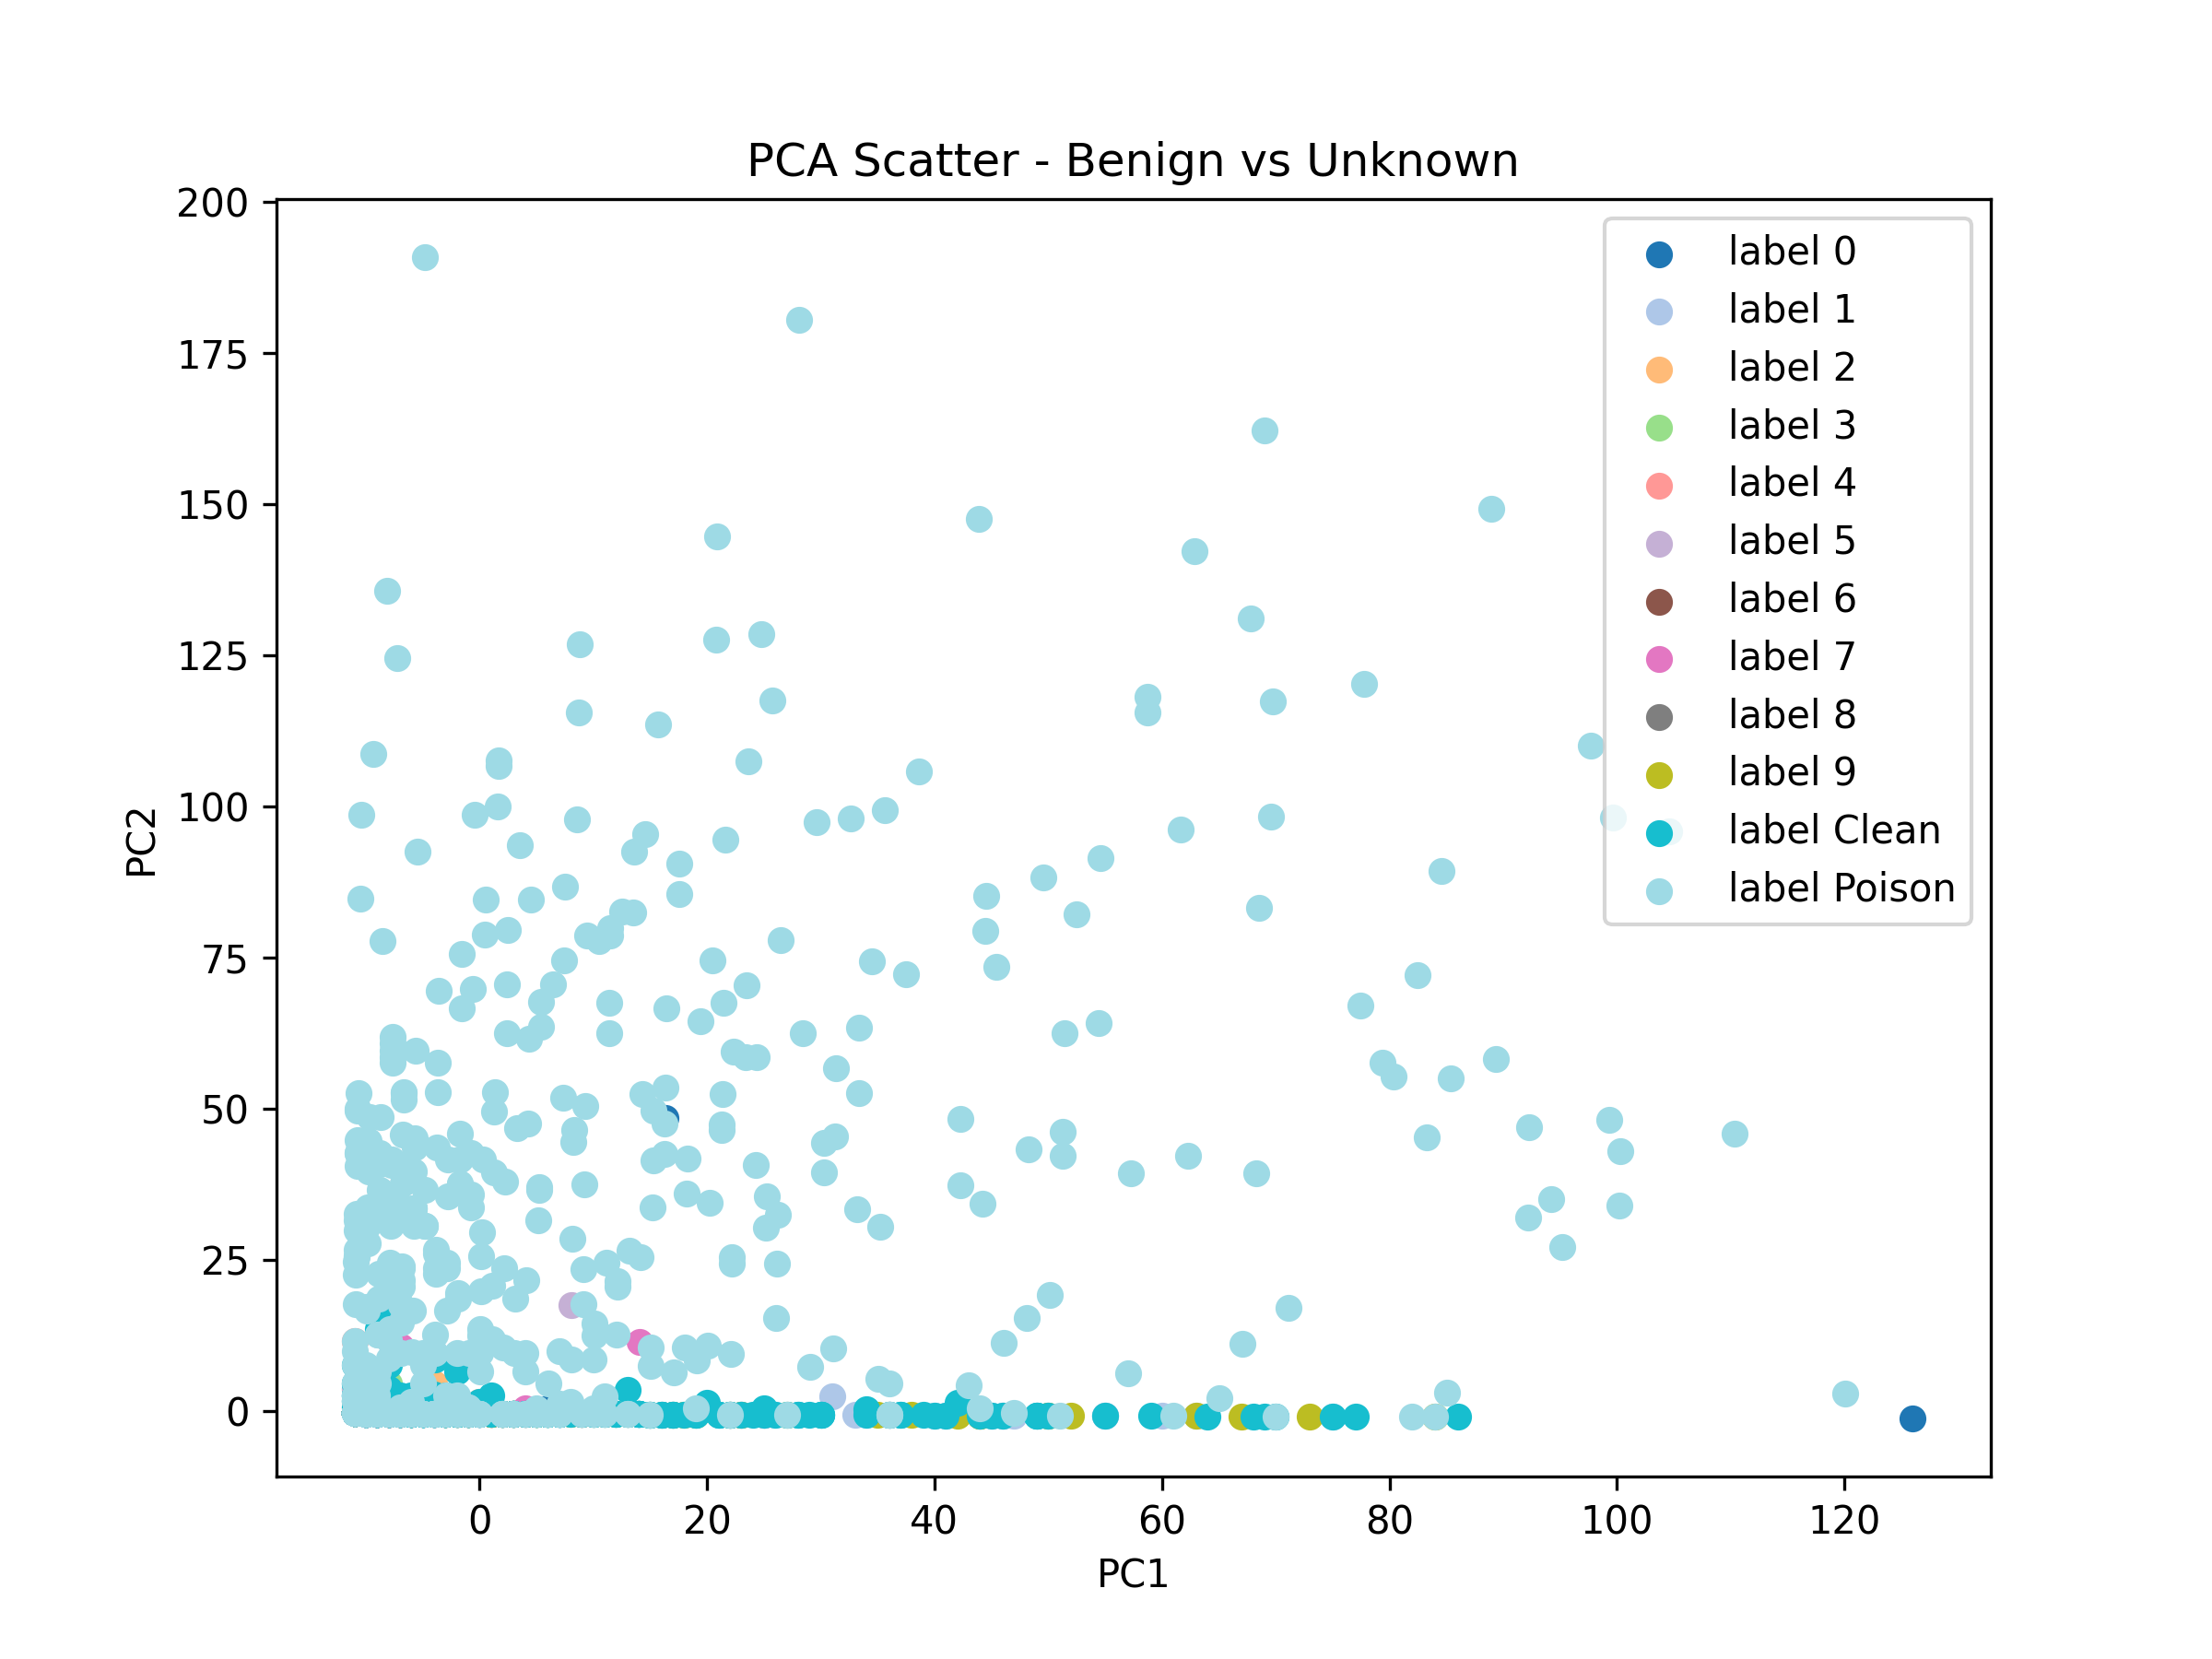 PCA Scatter - Benign vs Unknown
200
175
150
125
100
75
50
25
0
PC2
label 0
label 1
label 2
label 3
label 4
label 5
label 6
label 7
label 8
label 9
label Clean
label Poison
0 20 40 60 80 100 120
PC1